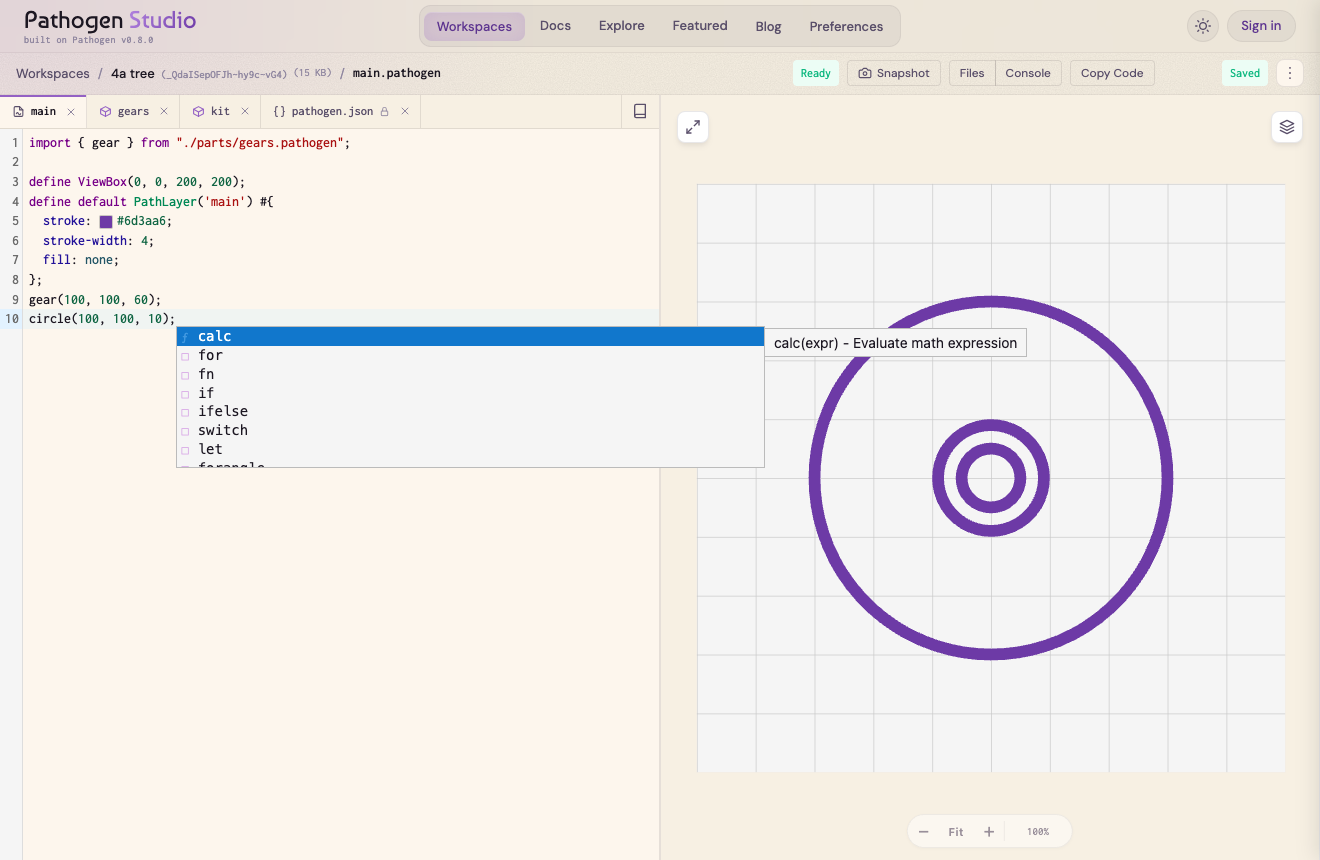 Pathogen Studio
built on Pathogen v0.8.0
Workspaces Docs Explore Featured Blog Preferences
Sign in
Workspaces / 4a tree (_QdaISepOFJh-hy9c-vG4) (15 KB) / main.pathogen
Ready Snapshot Files Console Copy Code Saved
main gears kit {} pathogen.json
1 import { gear } from "./parts/gears.pathogen";
2
3 define ViewBox(0, 0, 200, 200);
4 define default PathLayer('main') #{
5 stroke: #6d3aa6;
6 stroke-width: 4;
7 fill: none;
8 };
9 gear(100, 100, 60);
10 circle(100, 100, 10);
calc
calc(expr) - Evaluate math expression
for
fn
if
ifelse
switch
let
Fit 100%